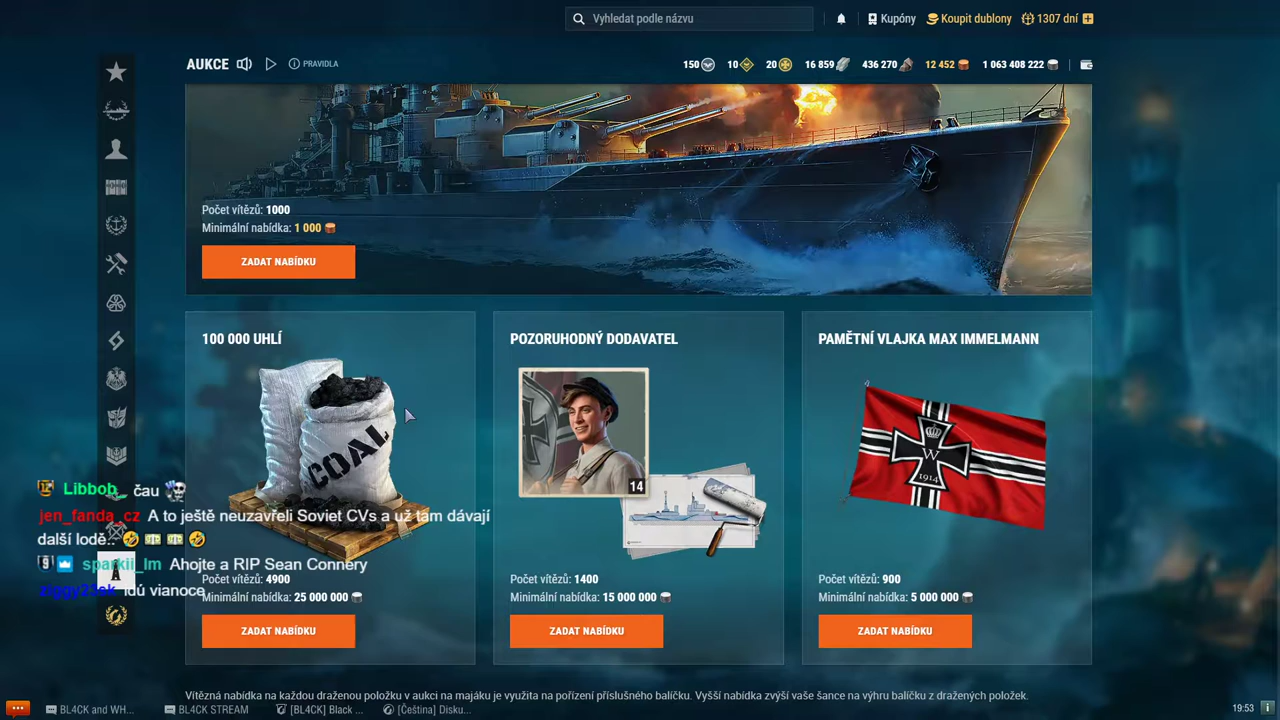 Vyhledat podle názvu
Kupóny
Koupit dublony
1307 dní
AUKCE
PRAVIDLA
150 10 20 16 859 436 270 12 452 1 063 408 222
Počet vítězů: 1000
Minimální nabídka: 1 000
ZADAT NABÍDKU
100 000 UHLÍ
COAL
Počet vítězů: 4900
Minimální nabídka: 25 000 000
ZADAT NABÍDKU
POZORUHODNÝ DODAVATEL
14
Počet vítězů: 1400
Minimální nabídka: 15 000 000
ZADAT NABÍDKU
PAMĚTNÍ VLAJKA MAX IMMELMANN
W
1914
Počet vítězů: 900
Minimální nabídka: 5 000 000
ZADAT NABÍDKU
Libbob_ čau
jen_fanda_cz A to ještě neuzavřeli Soviet CVs a už tam dávají
další lodě..
sparkii_lm Ahojte a RIP Sean Connery
ziggy23sk Idú vianoce
Vítězná nabídka na každou draženou položku v aukci na majáku je využita na pořízení příslušného balíčku. Vyšší nabídka zvýší vaše šance na výhru balíčku z dražených položek.
BL4CK and WH...
BL4CK STREAM
[BL4CK] Black ...
[Čeština] Disku...
19:53